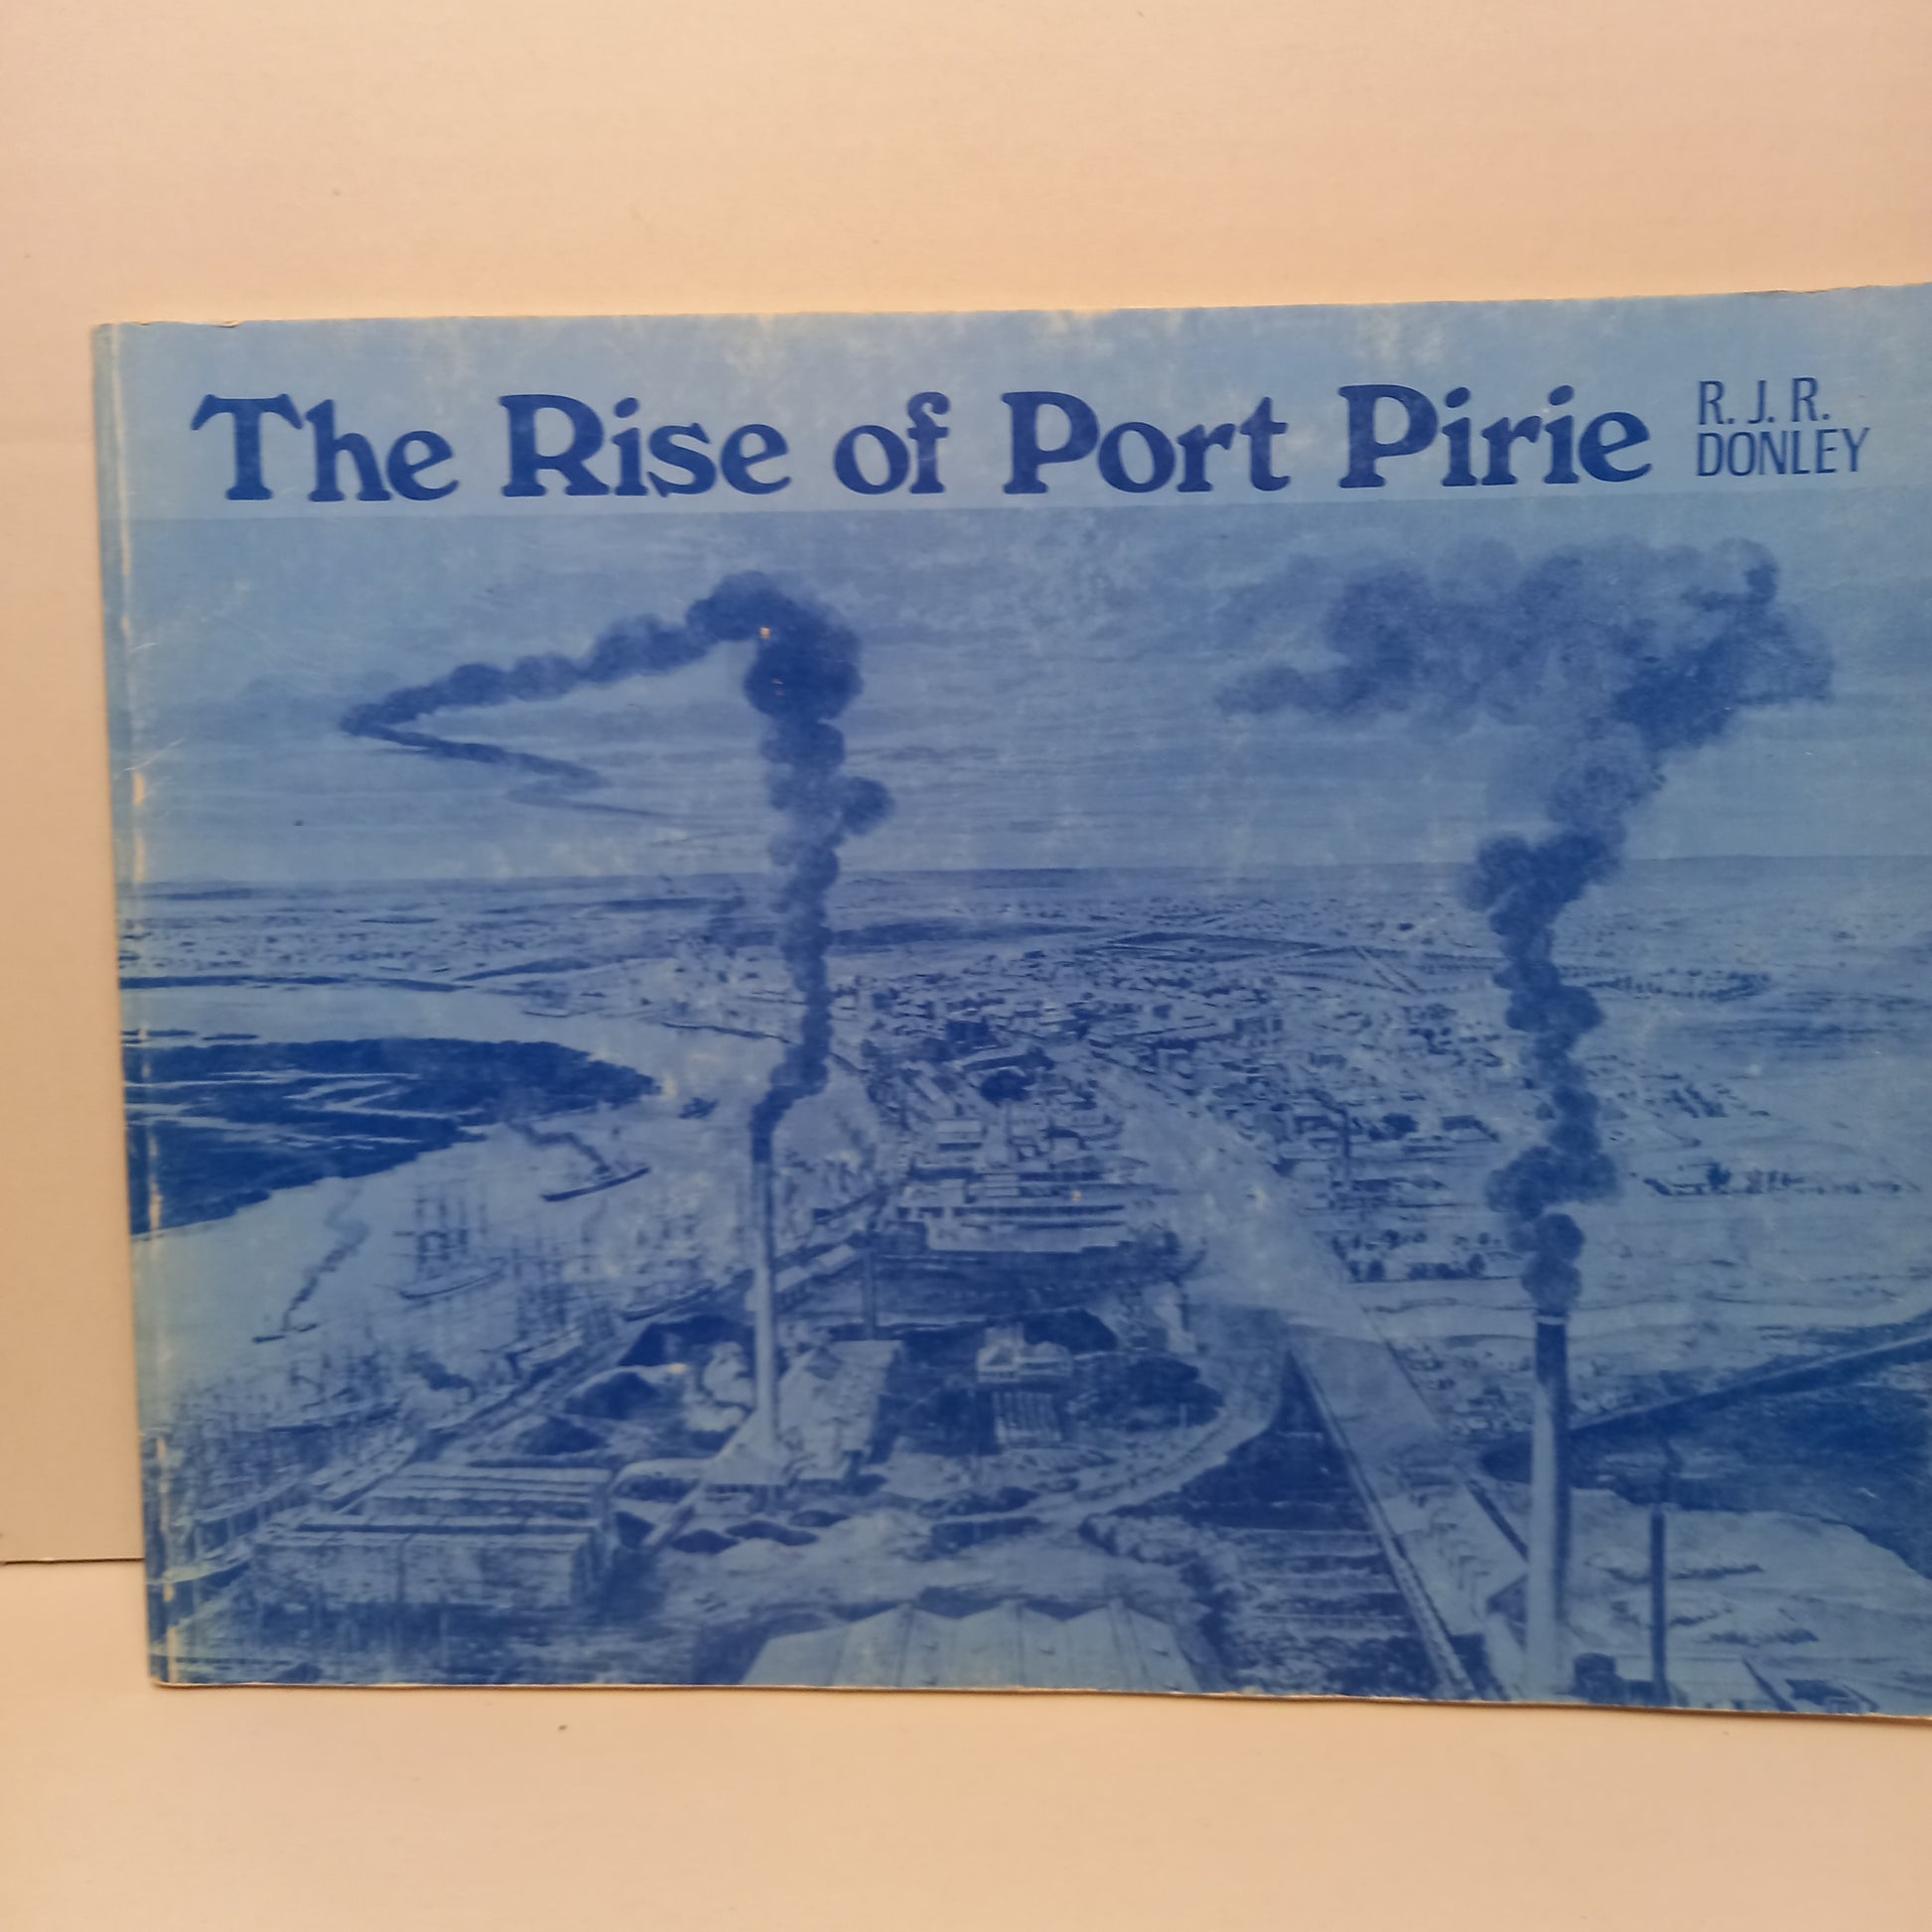 The Rise of Port Pirie
R. J. R.
DONLEY